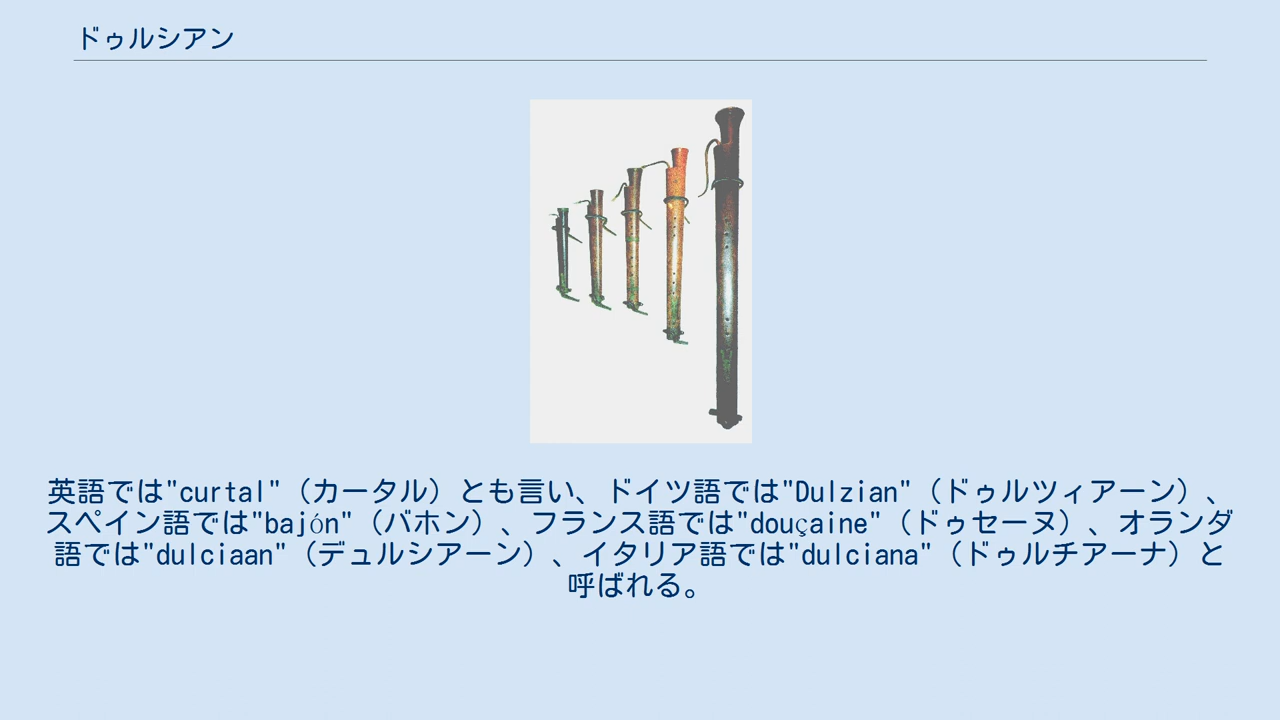 ドゥルシアン
英語では"curtal"（カータル）とも言い、ドイツ語では"Dulzian"（ドゥルツィアーン）、
スペイン語では"bajón"（バホン）、フランス語では"douçaine"（ドゥセーヌ）、オランダ
語では"dulciaan"（デュルシアーン）、イタリア語では"dulciana"（ドゥルチアーナ）と
呼ばれる。